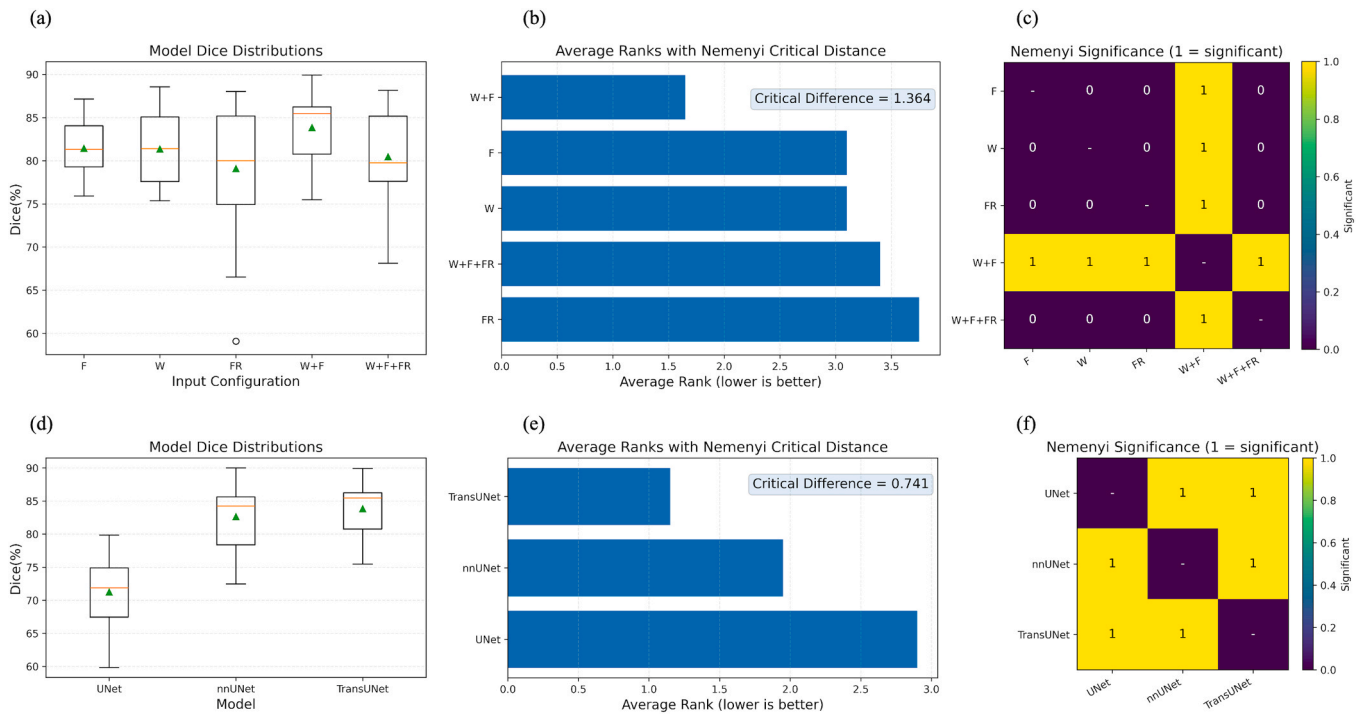 (a)
Model Dice Distributions
90
85
80
75
70
65
60
Dice(%)
F
W
FR
W+F
W+F+FR
Input Configuration
(b)
Average Ranks with Nemenyi Critical Distance
Critical Difference = 1.364
W+F
F
W
W+F+FR
FR
0.0 0.5 1.0 1.5 2.0 2.5 3.0 3.5
Average Rank (lower is better)
(c)
Nemenyi Significance (1 = significant)
F - 0 0 1 0
W 0 - 0 1 0
FR 0 0 - 1 0
W+F 1 1 1 - 1
W+F+FR 0 0 0 1 -
F W FR W+F W+F+FR
1.0
0.8
0.6
0.4
0.2
0.0
Significant
(d)
Model Dice Distributions
90
85
80
75
70
65
60
Dice(%)
UNet
nnUNet
TransUNet
Model
(e)
Average Ranks with Nemenyi Critical Distance
Critical Difference = 0.741
TransUNet
nnUNet
UNet
0.0 0.5 1.0 1.5 2.0 2.5 3.0
Average Rank (lower is better)
(f)
Nemenyi Significance (1 = significant)
UNet - 1 1
nnUNet 1 - 1
TransUNet 1 1 -
UNet nnUNet TransUNet
1.0
0.8
0.6
0.4
0.2
0.0
Significant